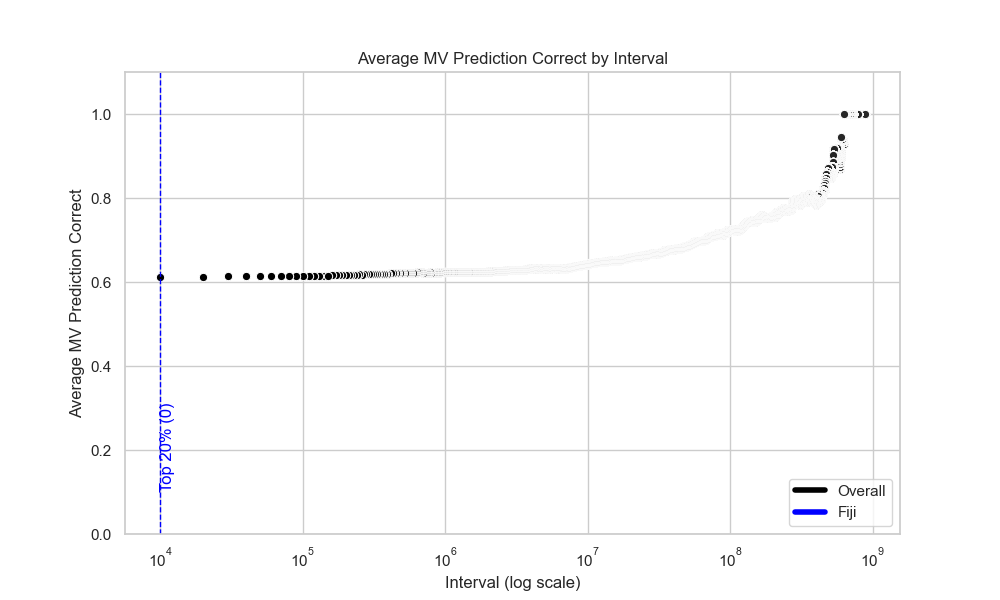 Average MV Prediction Correct by Interval
Average MV Prediction Correct
1.0
0.8
0.6
0.4
0.2
0.0
Top 20% (0)
Overall
Fiji
10^4 10^5 10^6 10^7 10^8 10^9
Interval (log scale)